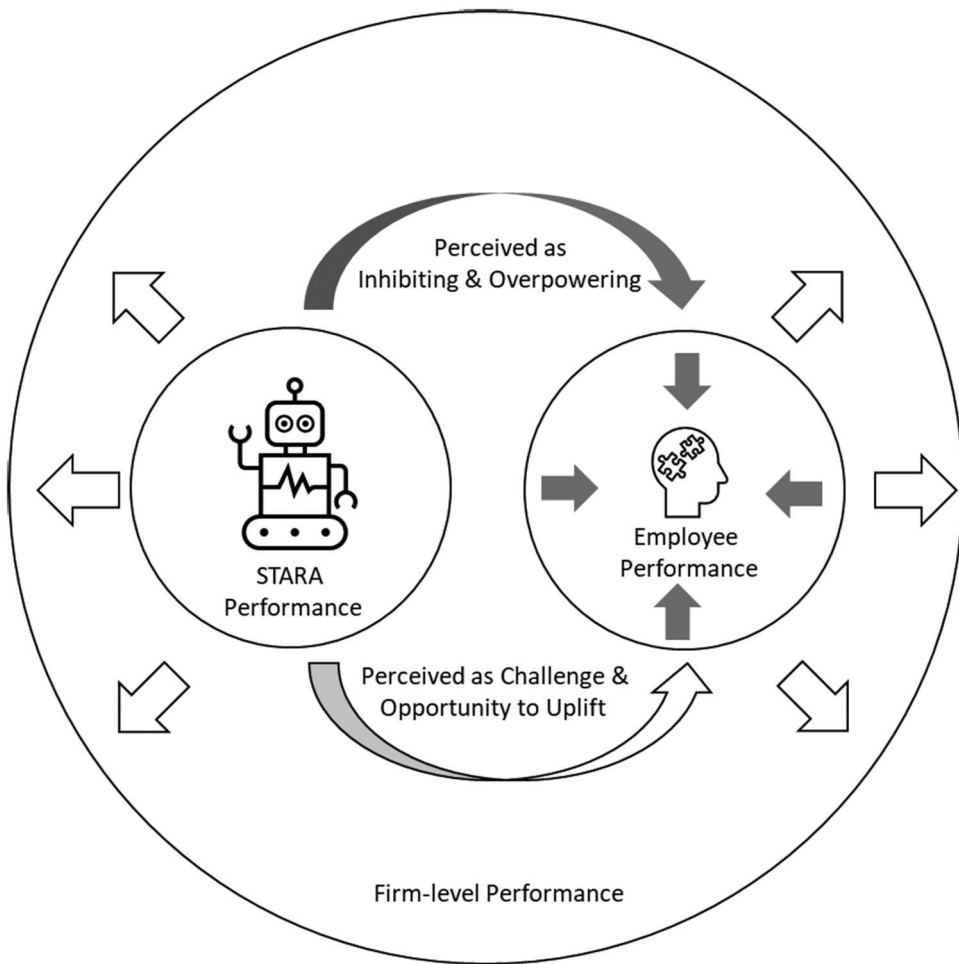 Perceived as
Inhibiting & Overpowering
STARA
Performance
Employee
Performance
Perceived as Challenge &
Opportunity to Uplift
Firm-level Performance